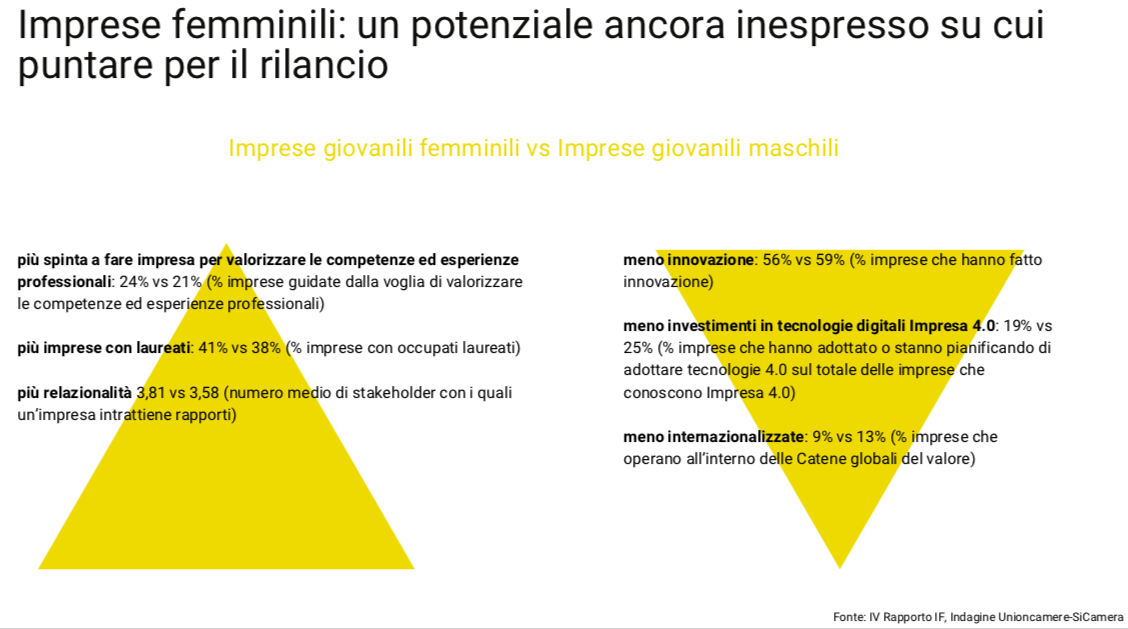 Imprese femminili: un potenziale ancora inespresso su cui
puntare per il rilancio
Imprese giovanili femminili vs Imprese giovanili maschili
più spinta a fare impresa per valorizzare le competenze ed esperienze
professionali: 24% vs 21% (% imprese guidate dalla voglia di valorizzare
le competenze ed esperienze professionali)
più imprese con laureati: 41% vs 38% (% imprese con occupati laureati)
più relazionalità 3,81 vs 3,58 (numero medio di stakeholder con i quali
un'impresa intrattiene rapporti)
meno innovazione: 56% vs 59% (% imprese che hanno fatto
innovazione)
meno investimenti in tecnologie digitali Impresa 4.0: 19% vs
25% (% imprese che hanno adottato o stanno pianificando di
adottare tecnologie 4.0 sul totale delle imprese che
conoscono Impresa 4.0)
meno internazionalizzate: 9% vs 13% (% imprese che
operano all'interno delle Catene globali del valore)
Fonte: IV Rapporto IF, Indagine Unioncamere-SiCamera